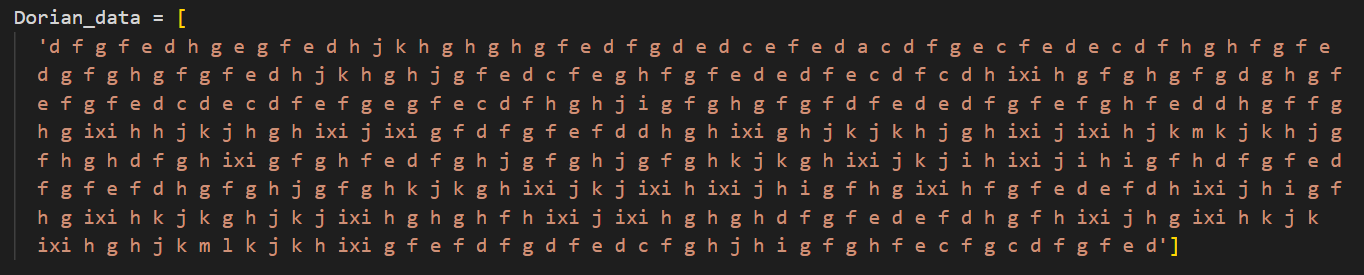 Dorian_data = [
'd f g f e d h g e g f e d h j k h g h g h g f e d f g d e d c e f e d a c d f g e c f e d e c d f h g h f g f e
d g f g h g f g f e d h j k h g h j g f e d c f e g h f g f e d e d f e c d f c d h ixi h g f g h g f g d g h g f
e f g f e d c d e c d f e f g e g f e c d f h g h j i g f g h g f g f d f e d e d f g f e f g h f e d d h g f f g
h g ixi h h j k j h g h ixi j ixi g f d f g f e f d d h g h ixi g h j k j k h j g h ixi j ixi h j k m k j k h j g
f h g h d f g h ixi g f g h f e d f g h j g f g h j g f g h k j k g h ixi j k j i h ixi j i h i g f h d f g f e d
f g f e f d h g f g h j g f g h k j k g h ixi j k j ixi h ixi j h i g f h g ixi h f g f e d e f d h ixi j h i g f
h g ixi h k j k g h j k j ixi h g h g h f h ixi j ixi h g h g h d f g f e d e f d h g f h ixi j h g ixi h k j k
ixi h g h j k m l k j k h ixi g f e f d f g d f e d c f g h j h i g f g h f e c f g c d f g f e d']